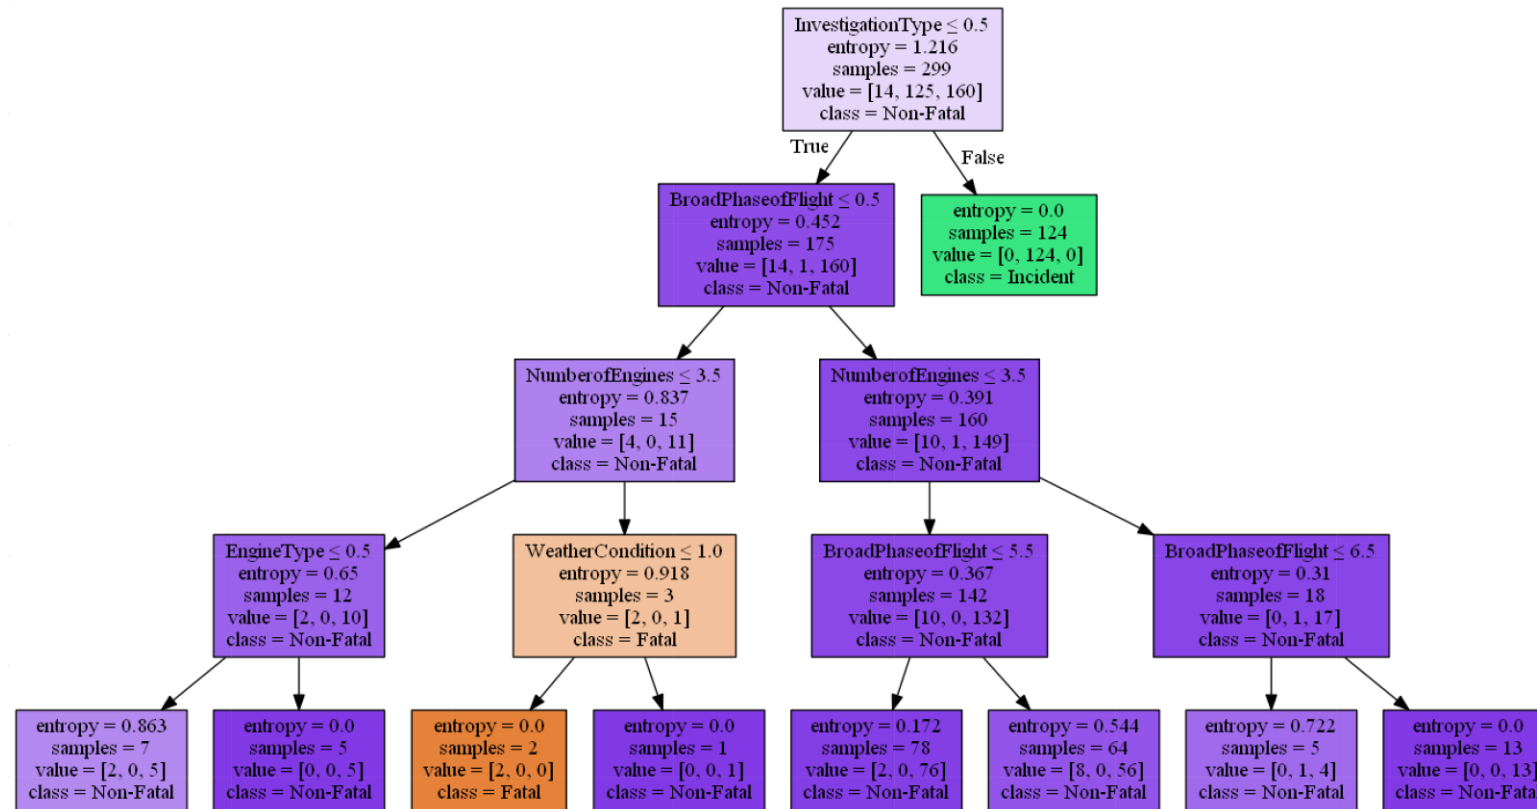 InvestigationType ≤ 0.5
entropy = 1.216
samples = 299
value = [14, 125, 160]
class = Non-Fatal
True
False
BroadPhaseofFlight ≤ 0.5
entropy = 0.452
samples = 175
value = [14, 1, 160]
class = Non-Fatal
entropy = 0.0
samples = 124
value = [0, 124, 0]
class = Incident
NumberofEngines ≤ 3.5
entropy = 0.837
samples = 15
value = [4, 0, 11]
class = Non-Fatal
NumberofEngines ≤ 3.5
entropy = 0.391
samples = 160
value = [10, 1, 149]
class = Non-Fatal
EngineType ≤ 0.5
entropy = 0.65
samples = 12
value = [2, 0, 10]
class = Non-Fatal
WeatherCondition ≤ 1.0
entropy = 0.918
samples = 3
value = [2, 0, 1]
class = Fatal
BroadPhaseofFlight ≤ 5.5
entropy = 0.367
samples = 142
value = [10, 0, 132]
class = Non-Fatal
BroadPhaseofFlight ≤ 6.5
entropy = 0.31
samples = 18
value = [0, 1, 17]
class = Non-Fatal
entropy = 0.863
samples = 7
value = [2, 0, 5]
class = Non-Fatal
entropy = 0.0
samples = 5
value = [0, 0, 5]
class = Non-Fatal
entropy = 0.0
samples = 2
value = [2, 0, 0]
class = Fatal
entropy = 0.0
samples = 1
value = [0, 0, 1]
class = Non-Fatal
entropy = 0.172
samples = 78
value = [2, 0, 76]
class = Non-Fatal
entropy = 0.544
samples = 64
value = [8, 0, 56]
class = Non-Fatal
entropy = 0.722
samples = 5
value = [0, 1, 4]
class = Non-Fatal
entropy = 0.0
samples = 13
value = [0, 0, 13]
class = Non-Fatal